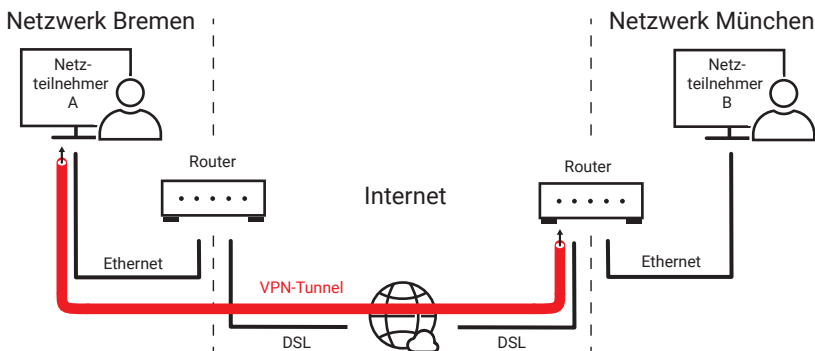 Netzwerk Bremen
Netzwerk München
Netz-
teilnehmer
A
Netz-
teilnehmer
B
Router
Router
Internet
Ethernet
Ethernet
VPN-Tunnel
DSL
DSL